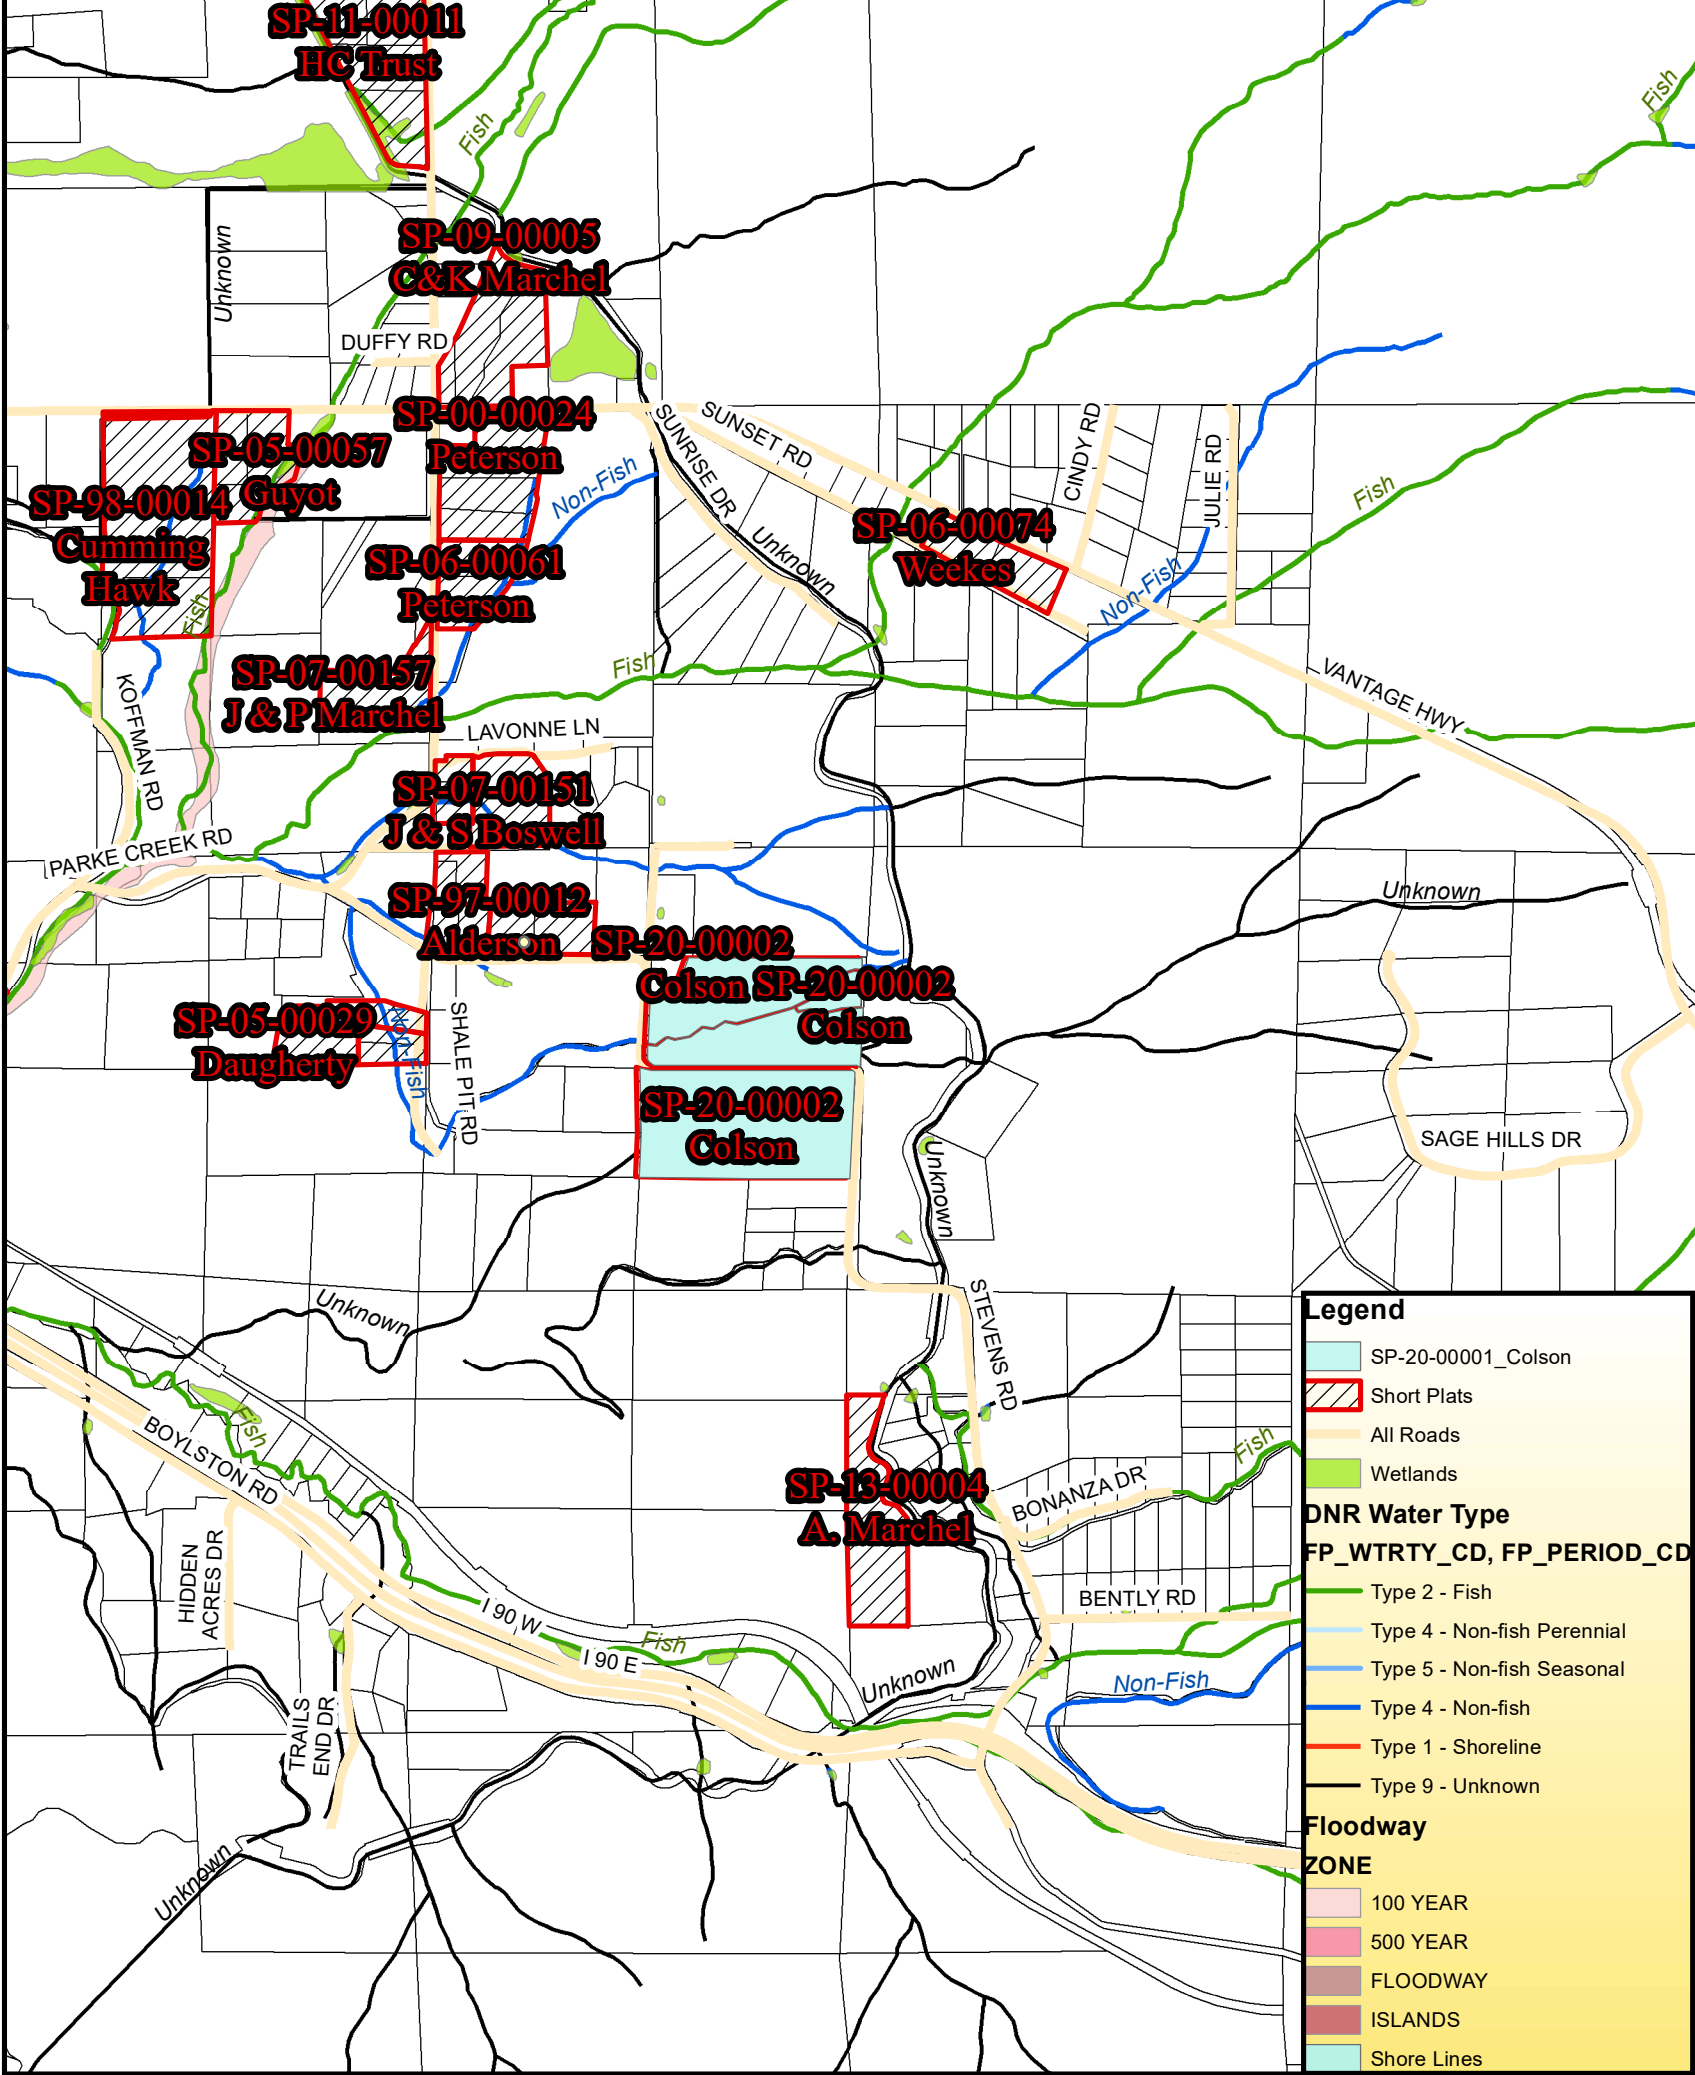 SP-11-00011
HC Trust
Fish
Fish
Unknown
SP-09-00005
C&K Marchel
DUFFY RD
SP-00-00024
Peterson
SUNSET RD
SUNRISE DR
CINDY RD
JULIE RD
SP-05-00057
Guyot
SP-98-00014
Cumming
Hawk
Fish
Non-Fish
Fish
Unknown
SP-06-00074
Weekes
SP-06-00061
Peterson
Non-Fish
Fish
SP-07-00157
J & P Marchel
KOFFMAN RD
LAVONNE LN
VANTAGE HWY
SP-07-00151
J & S Boswell
PARKE CREEK RD
Unknown
SP-97-00012
Alderson
SP-20-00002
Colson
SP-20-00002
Colson
SP-05-00029
Daugherty
Non-Fish
SHALE PIT RD
SP-20-00002
Colson
SAGE HILLS DR
Unknown
Unknown
STEVENS RD
Fish
BOYLSTON RD
SP-13-00004
A. Marchel
BONANZA DR
Fish
HIDDEN
ACRES DR
I 90 W
I 90 E
Fish
BENTLY RD
Unknown
Non-Fish
TRAILS
END DR
Unknown
Legend
SP-20-00001_Colson
Short Plats
All Roads
Wetlands
DNR Water Type
FP_WTRTY_CD, FP_PERIOD_CD
Type 2 - Fish
Type 4 - Non-fish Perennial
Type 5 - Non-fish Seasonal
Type 4 - Non-fish
Type 1 - Shoreline
Type 9 - Unknown
Floodway
ZONE
100 YEAR
500 YEAR
FLOODWAY
ISLANDS
Shore Lines